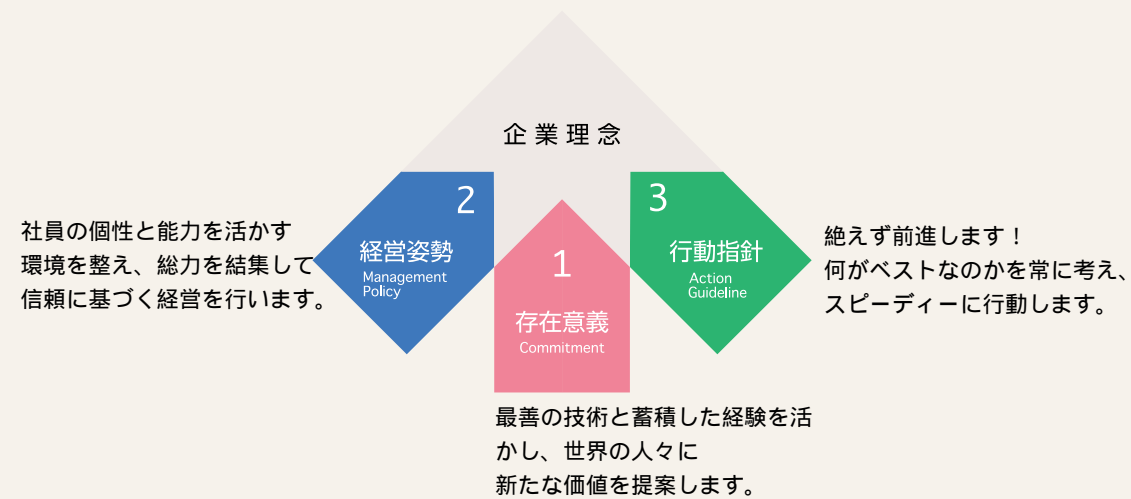 企業理念
1
存在意義
Commitment
最善の技術と蓄積した経験を活
かし、世界の人々に
新たな価値を提案します。
2
経営姿勢
Management
Policy
社員の個性と能力を活かす
環境を整え、総力を結集して
信頼に基づく経営を行います。
3
行動指針
Action
Guideline
絶えず前進します！
何がベストなのかを常に考え、
スピーディーに行動します。